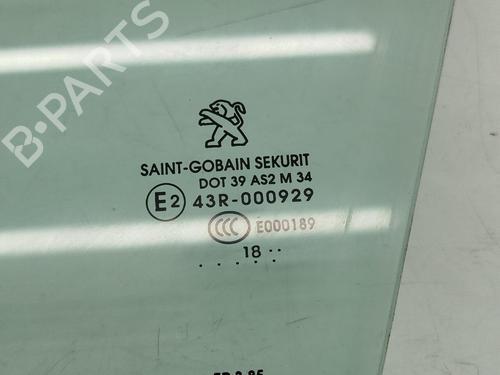 B-PARTS
SAINT-GOBAIN SEKURIT
DOT 39 AS2 M 34
E2 43R-000929
CCC E000189
. . 18 . .
. . . . .